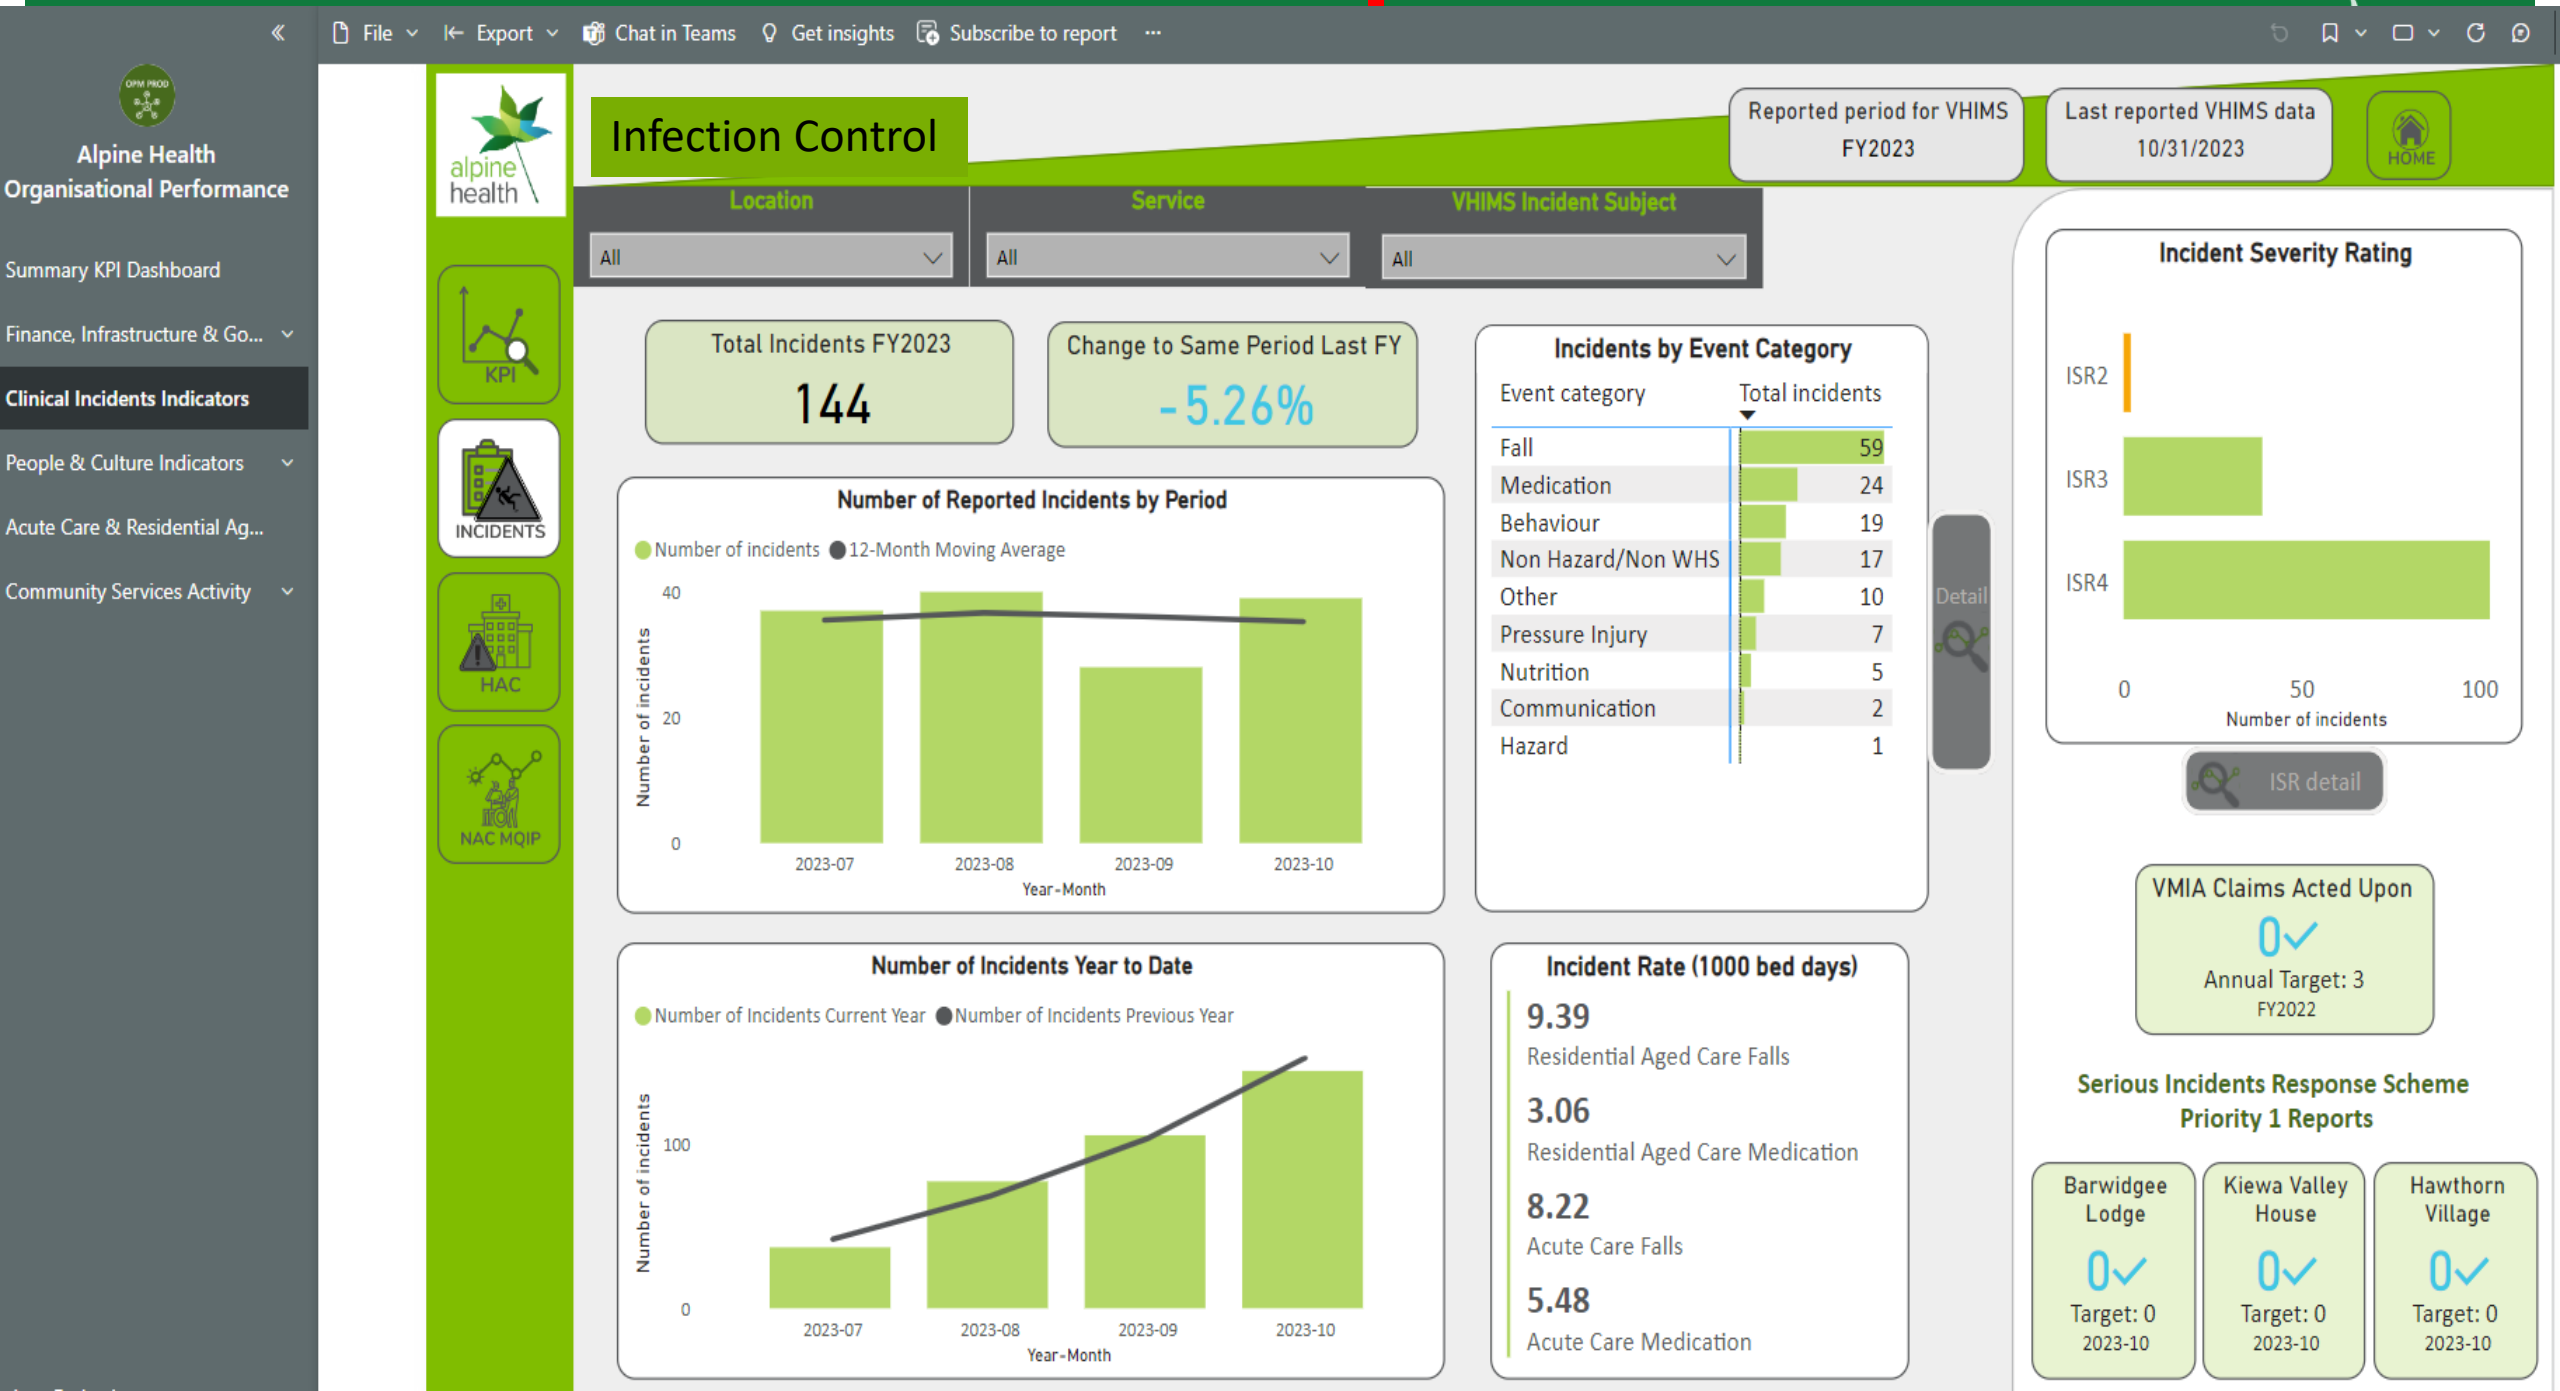 File
Export
Chat in Teams
Get insights
Subscribe to report
OPM PROD
Alpine Health
Organisational Performance
Summary KPI Dashboard
Finance, Infrastructure & Go...
Clinical Incidents Indicators
People & Culture Indicators
Acute Care & Residential Ag...
Community Services Activity
alpine
health
KPI
INCIDENTS
HAC
NAC MQIP
Infection Control
Reported period for VHIMS
FY2023
Last reported VHIMS data
10/31/2023
HOME
Location
All
Service
All
VHIMS Incident Subject
All
Total Incidents FY2023
144
Change to Same Period Last FY
-5.26%
Number of Reported Incidents by Period
Number of incidents 12-Month Moving Average
Number of incidents
40
20
0
2023-07 2023-08 2023-09 2023-10
Year-Month
Incidents by Event Category
Event category Total incidents
Fall 59
Medication 24
Behaviour 19
Non Hazard/Non WHS 17
Other 10
Pressure Injury 7
Nutrition 5
Communication 2
Hazard 1
Detail
Incident Severity Rating
ISR2
ISR3
ISR4
0 50 100
Number of incidents
ISR detail
Number of Incidents Year to Date
Number of Incidents Current Year Number of Incidents Previous Year
Number of incidents
100
0
2023-07 2023-08 2023-09 2023-10
Year-Month
Incident Rate (1000 bed days)
9.39
Residential Aged Care Falls
3.06
Residential Aged Care Medication
8.22
Acute Care Falls
5.48
Acute Care Medication
VMIA Claims Acted Upon
0
Annual Target: 3
FY2022
Serious Incidents Response Scheme
Priority 1 Reports
Barwidgee
Lodge
0
Target: 0
2023-10
Kiewa Valley
House
0
Target: 0
2023-10
Hawthorn
Village
0
Target: 0
2023-10